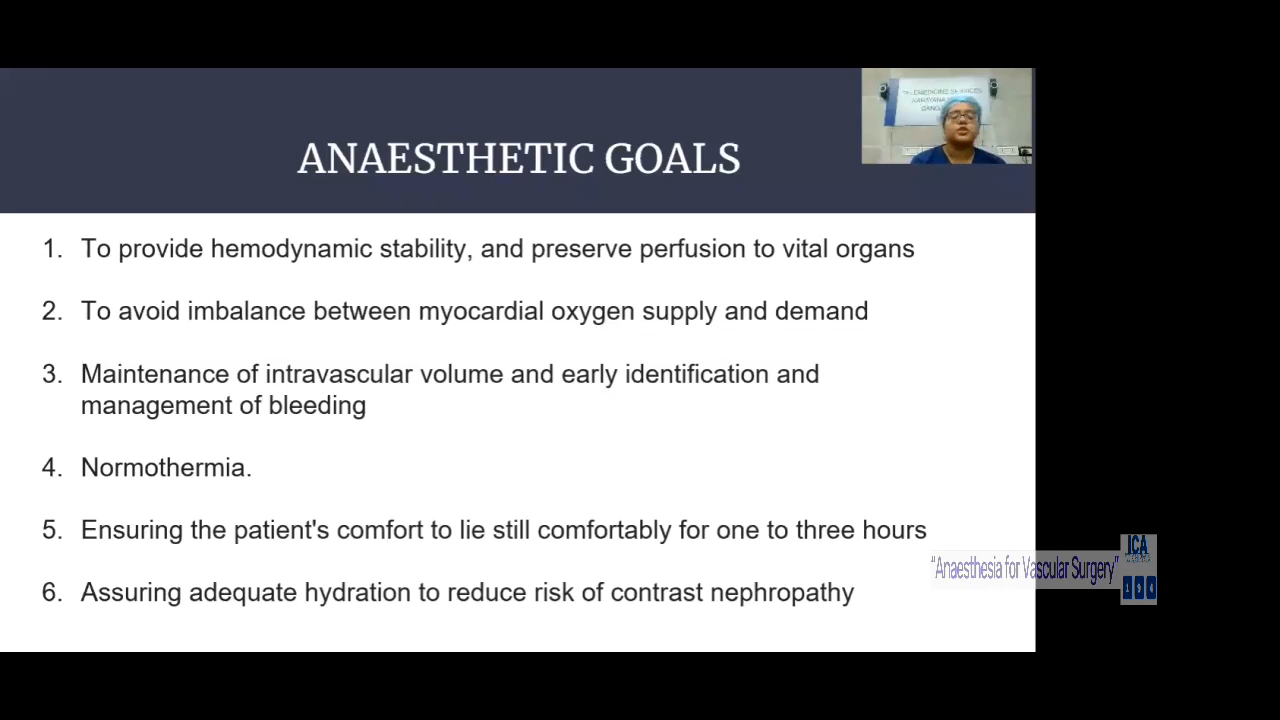 TELEMEDICINE SERVICES
NARAYANA
ANAESTHETIC GOALS
1. To provide hemodynamic stability, and preserve perfusion to vital organs
2. To avoid imbalance between myocardial oxygen supply and demand
3. Maintenance of intravascular volume and early identification and
management of bleeding
4. Normothermia.
5. Ensuring the patient's comfort to lie still comfortably for one to three hours
6. Assuring adequate hydration to reduce risk of contrast nephropathy
"Anaesthesia for Vascular Surgery"
ICA